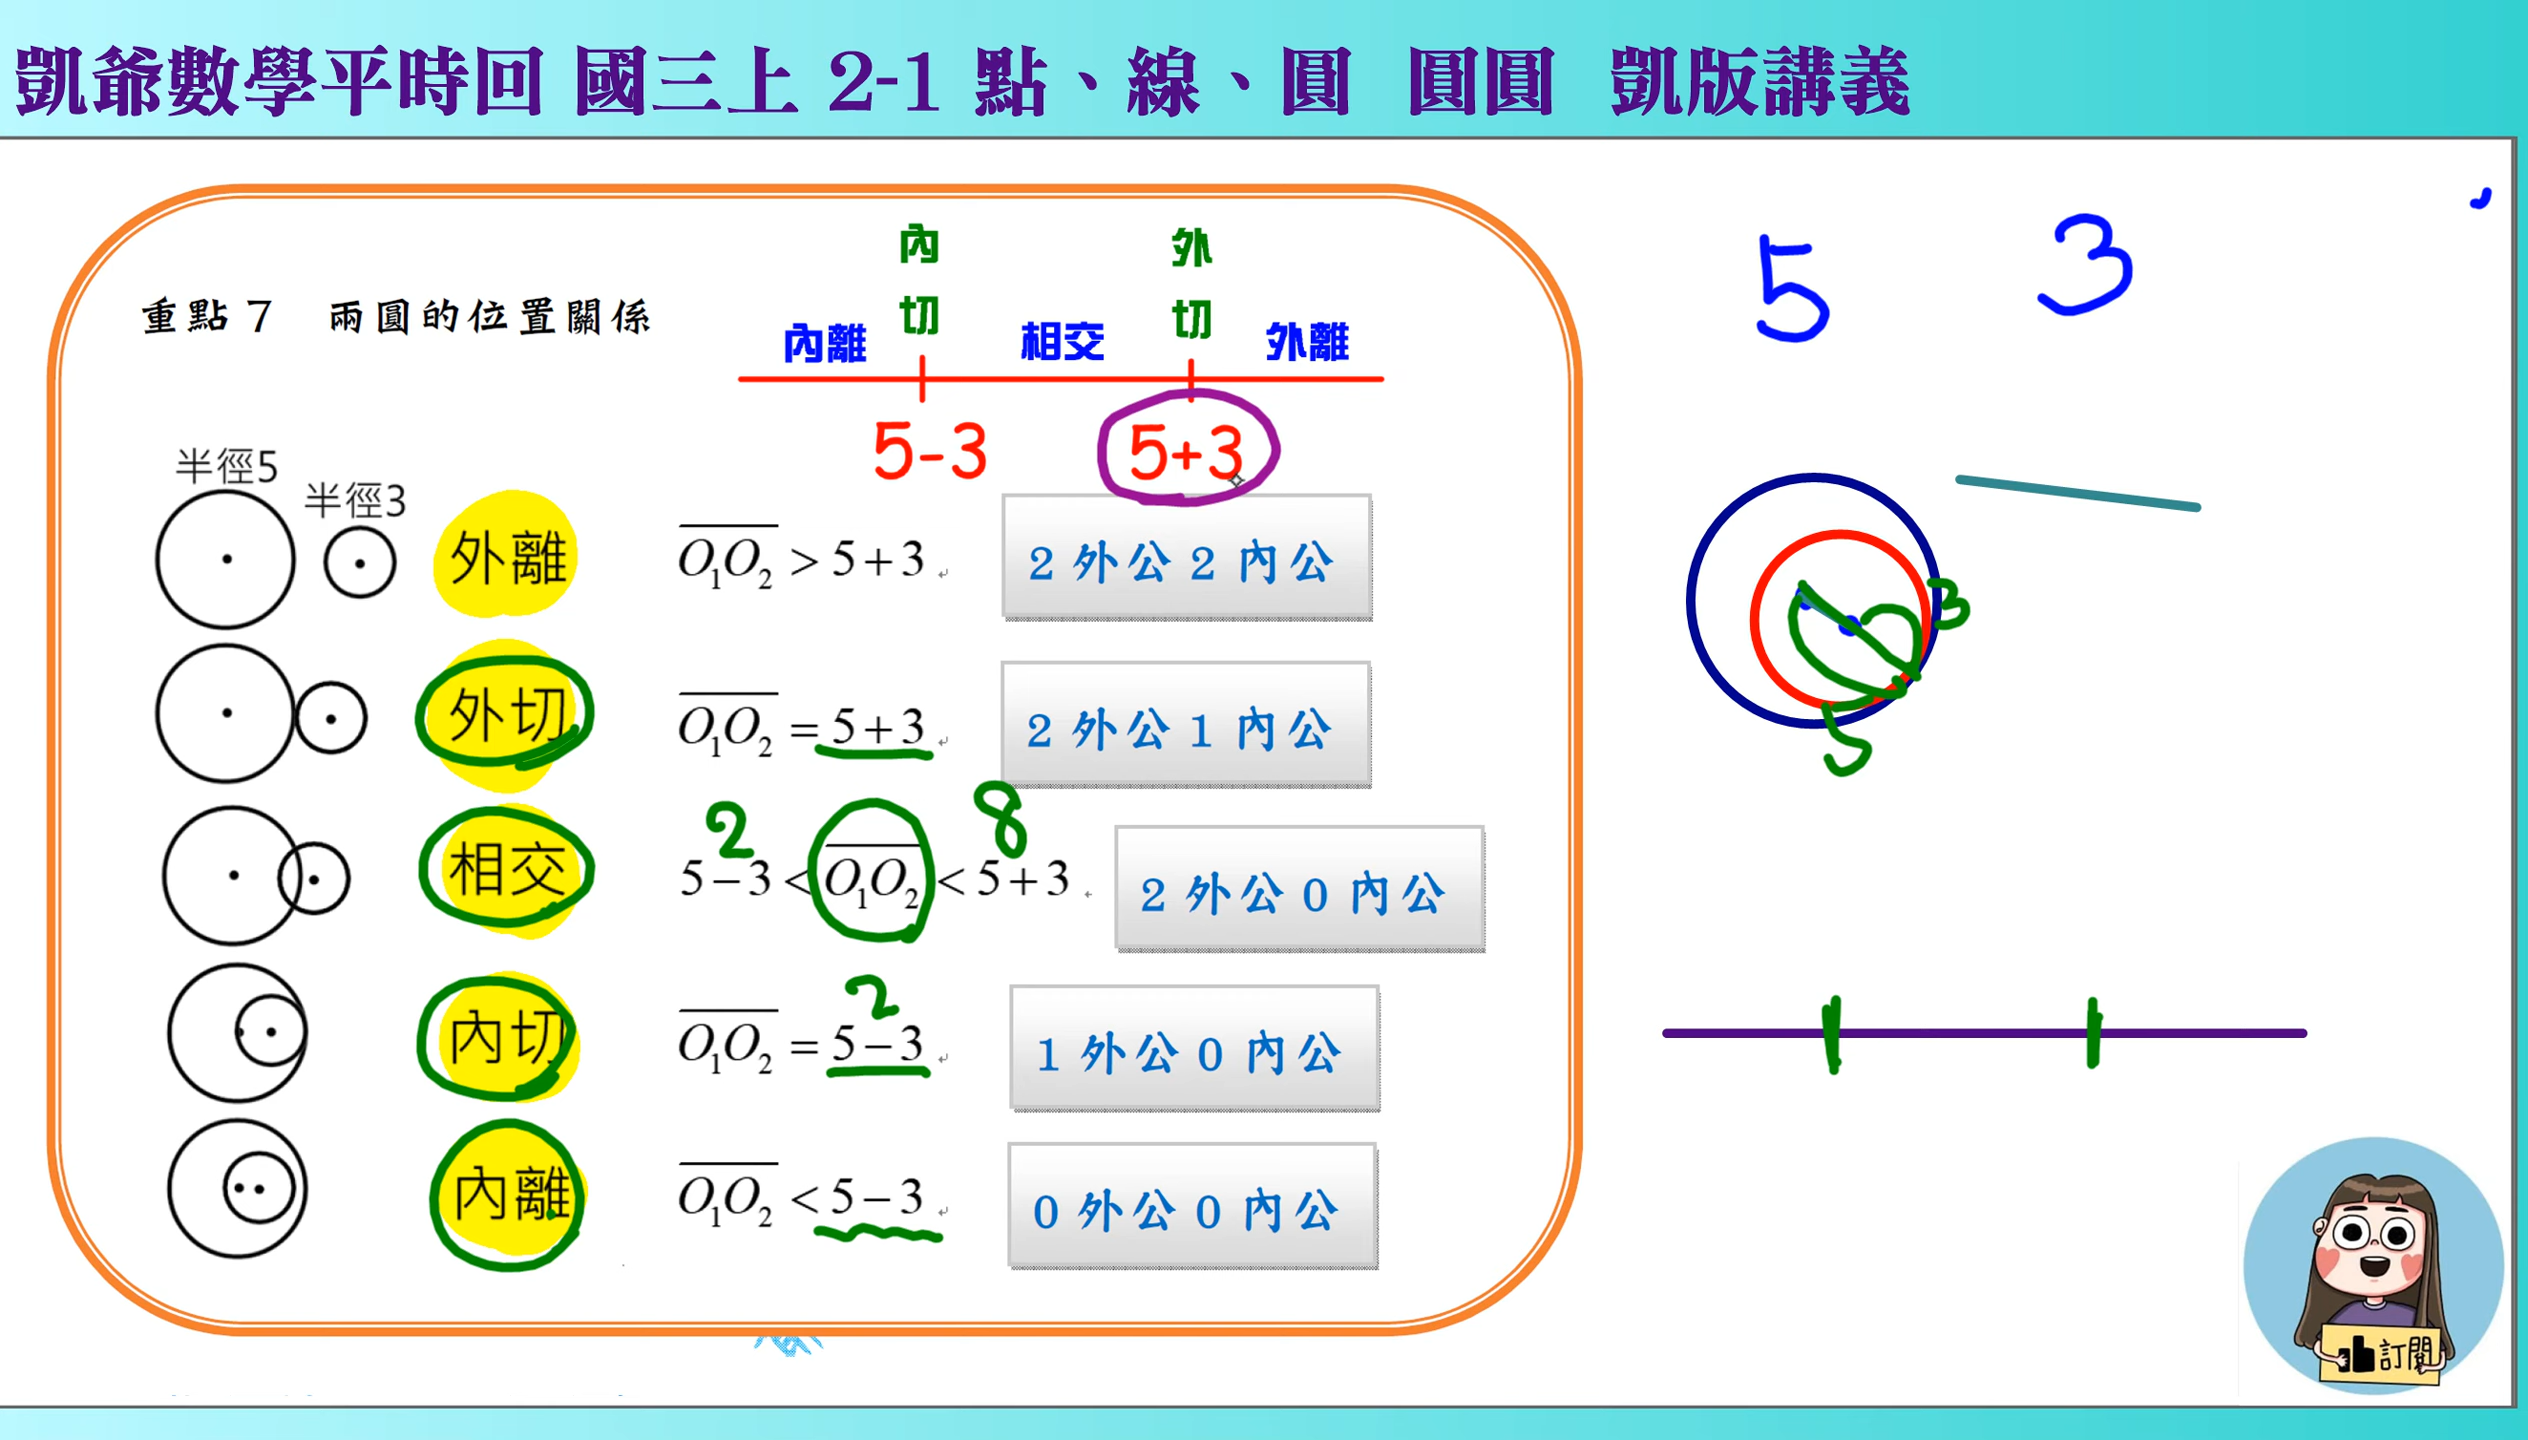 凱爺數學平時回 國三上 2-1 點、線、圓 圓圓 凱版講義
重點 7 兩圓的位置關係
內切
外切
內離 相交 外離
5-3 5+3
半徑5
半徑3
外離 O₁O₂ > 5+3 2 外公 2 內公
外切 O₁O₂ = 5+3 2 外公 1 內公
2 8
相交 5-3 < O₁O₂ < 5+3 2 外公 0 內公
2
內切 O₁O₂ = 5-3 1 外公 0 內公
內離 O₁O₂ < 5-3 0 外公 0 內公
5 3
3
5
訂閱